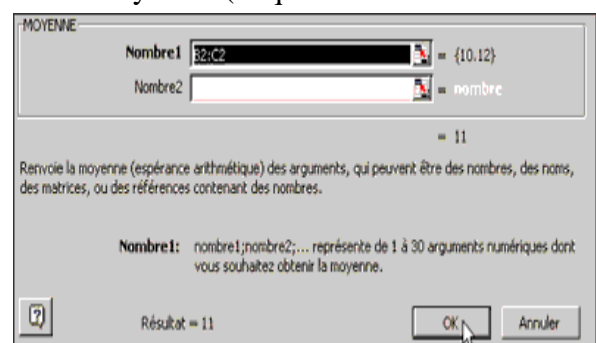 MOYENNE
Nombre1 B2:C2 = {10.12}
Nombre2 = nombre
= 11
Renvoie la moyenne (espérance arithmétique) des arguments, qui peuvent être des nombres, des noms,
des matrices, ou des références contenant des nombres.
Nombre1: nombre1;nombre2;... représente de 1 à 30 arguments numériques dont
vous souhaitez obtenir la moyenne.
Résultat = 11 OK Annuler